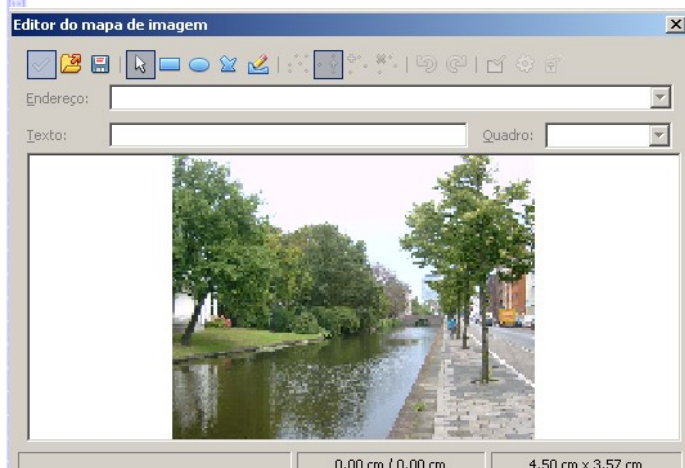 Editor do mapa de imagem
Endereço:
Texto:
Quadro:
0.00 cm / 0.00 cm
4.50 cm x 3.57 cm